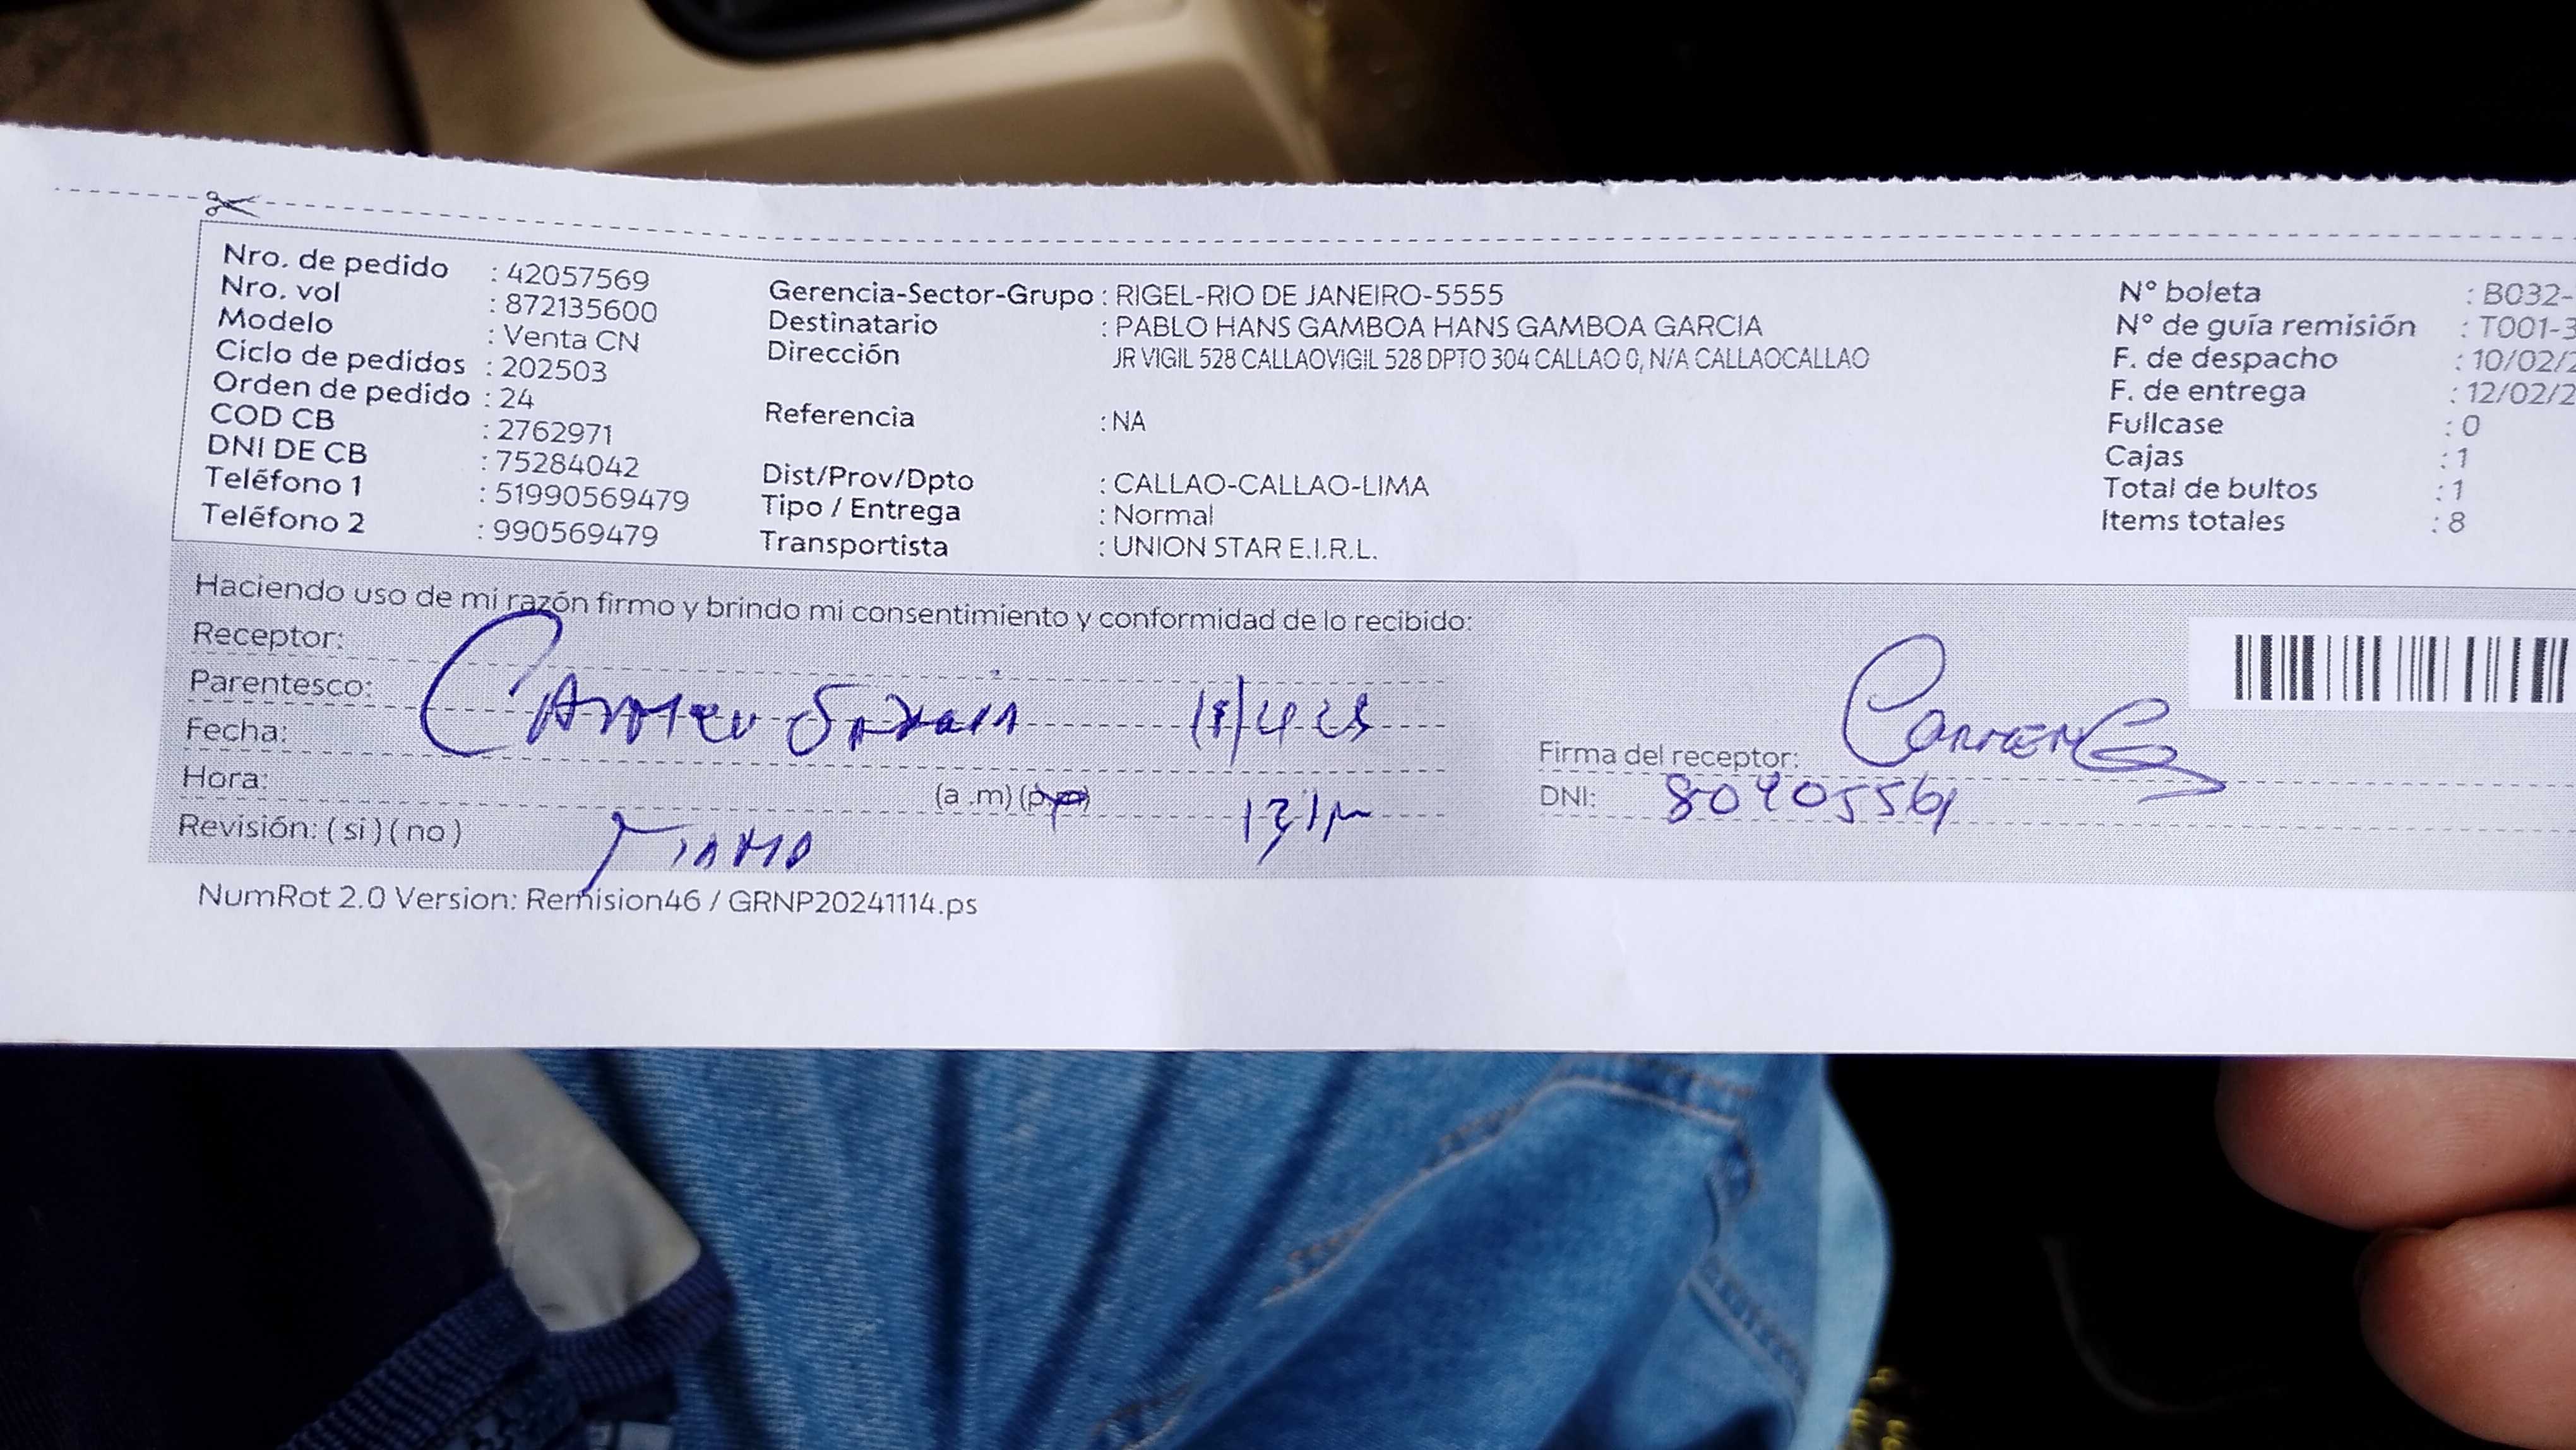 Nro. de pedido : 42057569
Nro. vol : 872135600
Modelo : Venta CN
Ciclo de pedidos : 202503
Orden de pedido : 24
COD CB : 2762971
DNI DE CB : 75284042
Teléfono 1 : 51990569479
Teléfono 2 : 990569479
Gerencia-Sector-Grupo : RIGEL-RIO DE JANEIRO-5555
Destinatario : PABLO HANS GAMBOA HANS GAMBOA GARCIA
Dirección JR VIGIL 528 CALLAOVIGIL 528 DPTO 304 CALLAO 0, N/A CALLAOCALLAO
Referencia : NA
Dist/Prov/Dpto : CALLAO-CALLAO-LIMA
Tipo / Entrega : Normal
Transportista : UNION STAR E.I.R.L.
N° boleta : B032-
N° de guía remisión : T001-3
F. de despacho : 10/02/2
F. de entrega : 12/02/2
Fullcase : 0
Cajas : 1
Total de bultos : 1
Items totales : 8
Haciendo uso de mi razón firmo y brindo mi consentimiento y conformidad de lo recibido:
Receptor:
Parentesco:
Fecha:
Hora: (a .m)
Revisión: ( si ) ( no )
Firma del receptor: Carmen
DNI: 80405564
NumRot 2.0 Version: Remision46 / GRNP20241114.ps